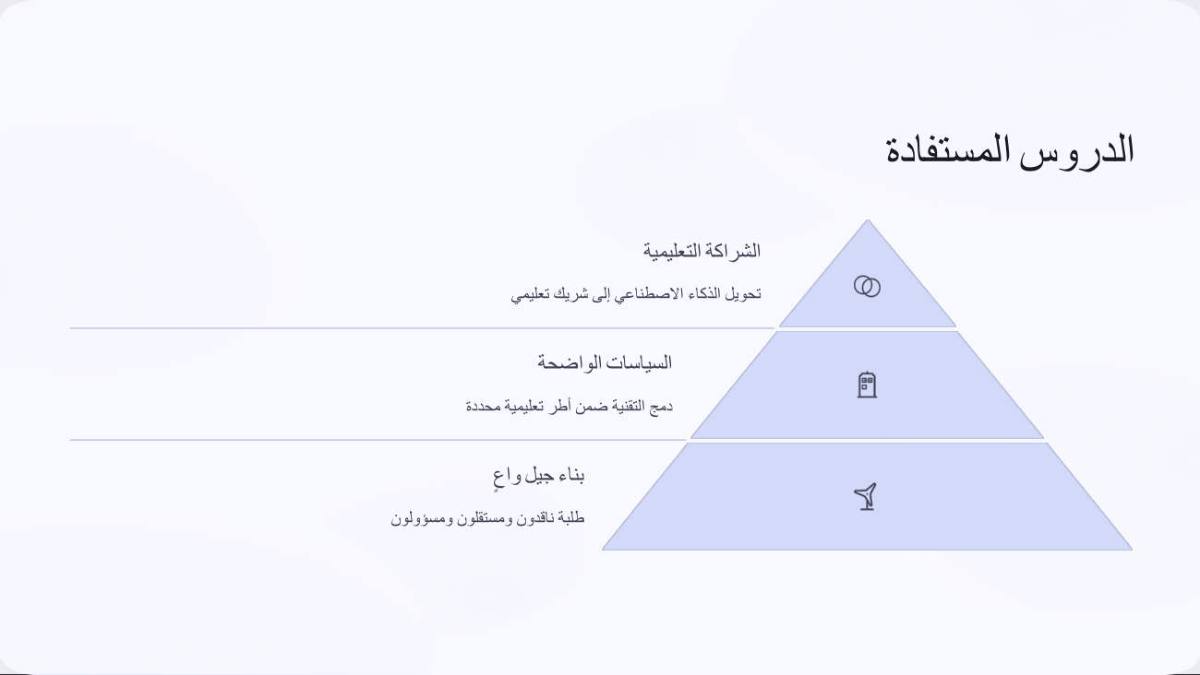 الدروس المستفادة
الشراكة التعليمية
تحويل الذكاء الاصطناعي إلى شريك تعليمي
السياسات الواضحة
دمج التقنية ضمن أطر تعليمية محددة
بناء جيل واعٍ
طلبة ناقدون ومستقلون ومسؤولون